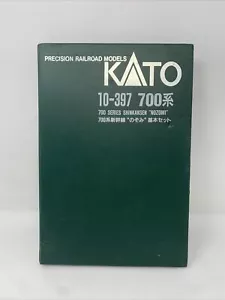 PRECISION RAILROAD MODELS
KATO
10-397 700系
700 SERIES SHINKANSEN "NOZOMI"
700系新幹線"のぞみ"基本セット